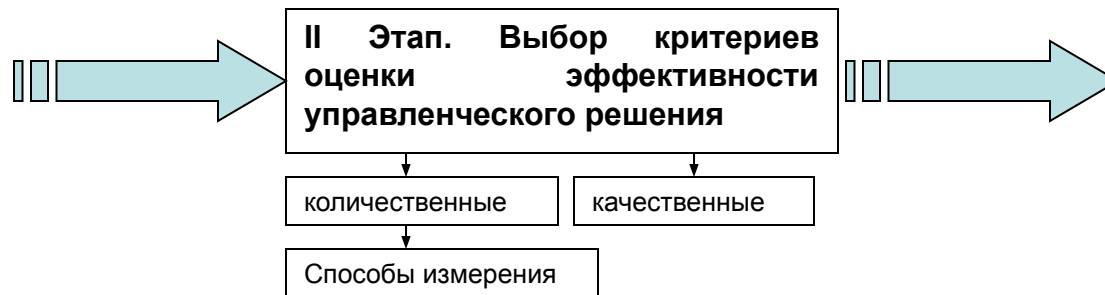 II Этап. Выбор критериев
оценки эффективности
управленческого решения
количественные
качественные
Способы измерения